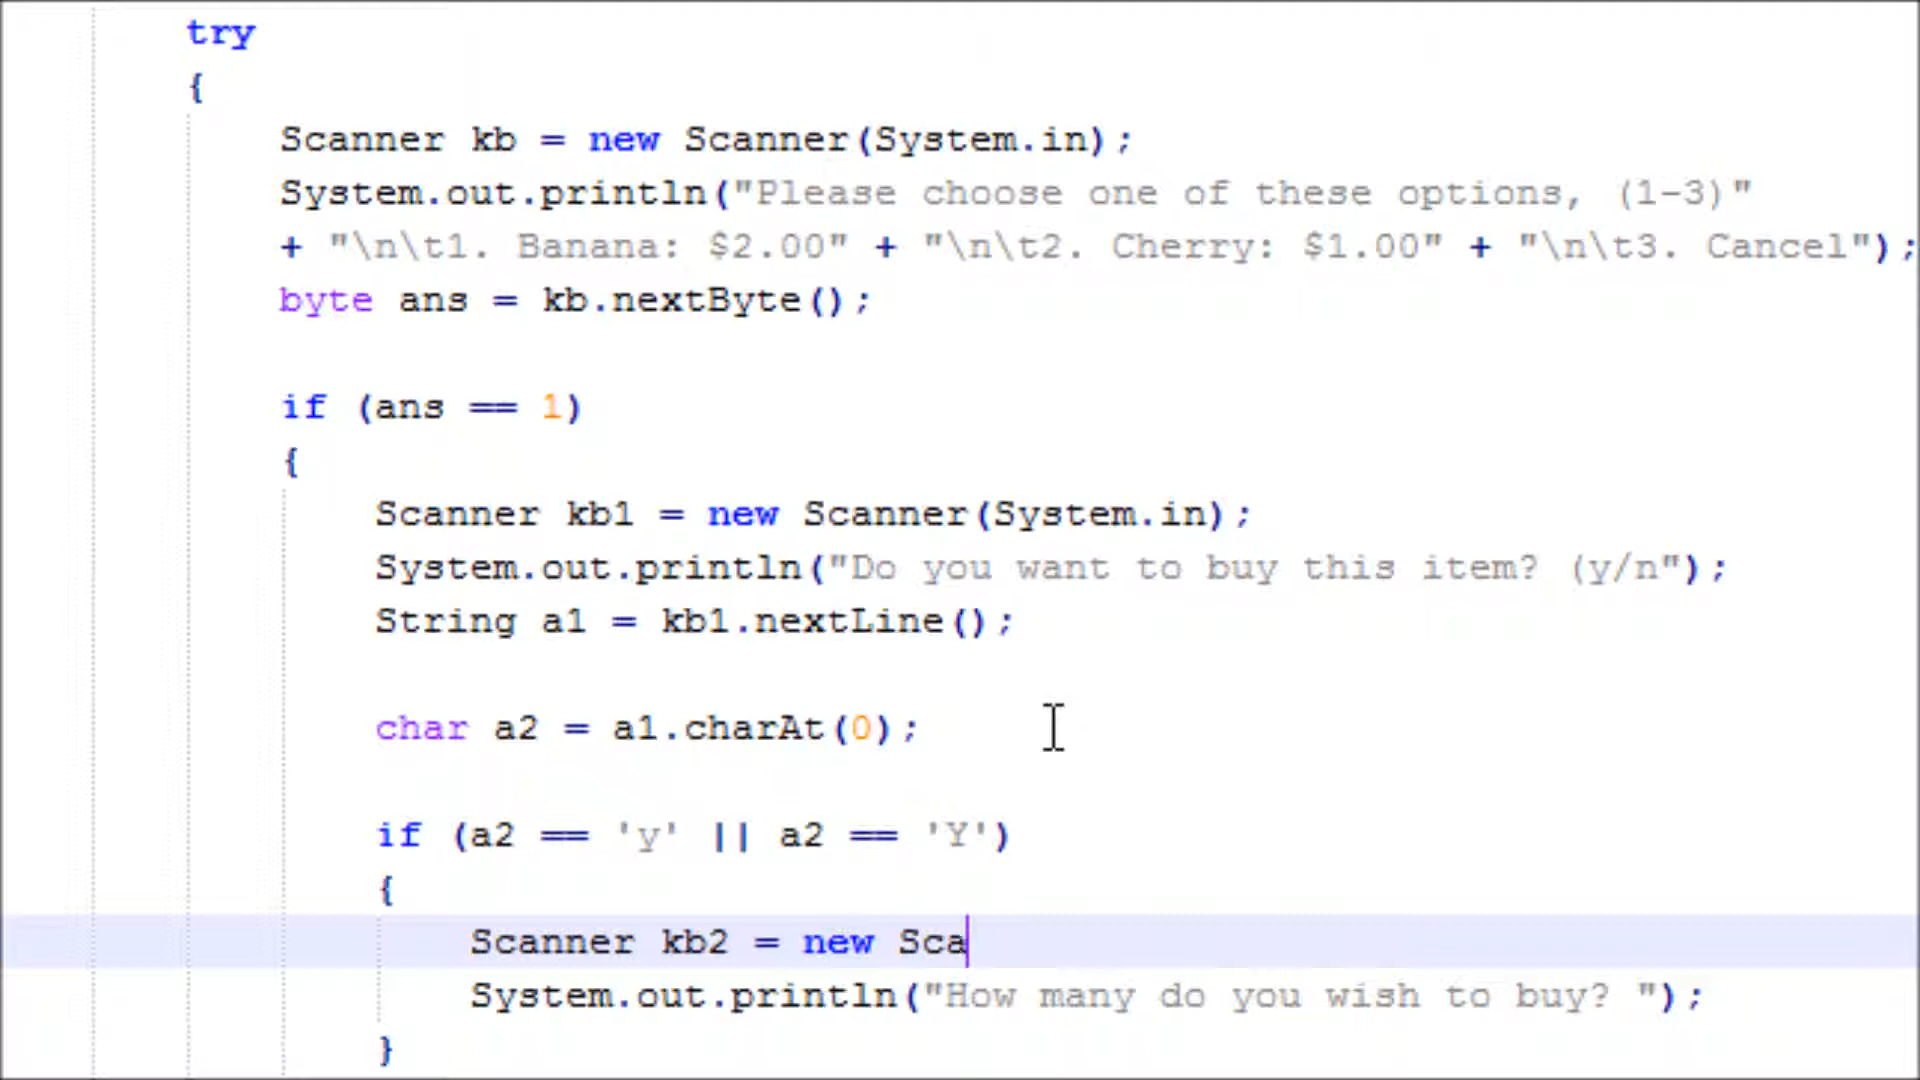 try
{
Scanner kb = new Scanner(System.in);
System.out.println("Please choose one of these options, (1-3)"
+ "\n\t1. Banana: $2.00" + "\n\t2. Cherry: $1.00" + "\n\t3. Cancel");
byte ans = kb.nextByte();
if (ans == 1)
{
Scanner kb1 = new Scanner(System.in);
System.out.println("Do you want to buy this item? (y/n");
String a1 = kb1.nextLine();
char a2 = a1.charAt(0);
if (a2 == 'y' || a2 == 'Y')
{
Scanner kb2 = new Sca
System.out.println("How many do you wish to buy? ");
}